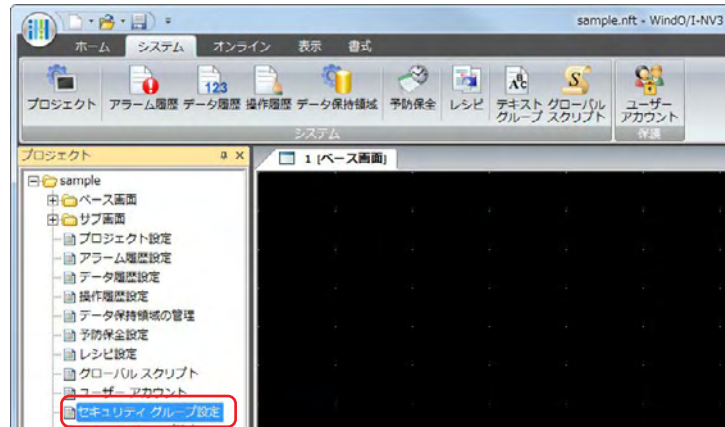 sample.nft - WindO/I-NV3
ホーム システム オンライン 表示 書式
プロジェクト アラーム履歴 データ履歴 操作履歴 データ保持領域 予防保全 レシピ テキスト グループ グローバル スクリプト ユーザー アカウント
システム 保護
プロジェクト
1 [ベース画面]
sample
ベース画面
サブ画面
プロジェクト設定
アラーム履歴設定
データ履歴設定
操作履歴設定
データ保持領域の管理
予防保全設定
レシピ設定
グローバル スクリプト
ユーザー アカウント
セキュリティ グループ設定